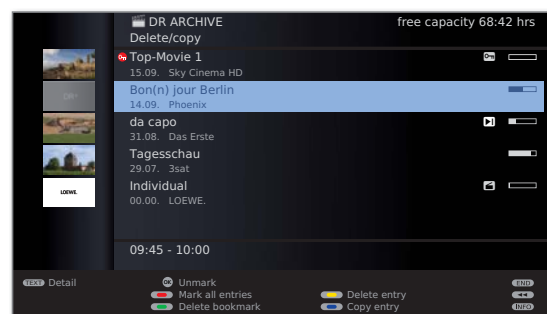 DR ARCHIVE free capacity 68:42 hrs
Delete/copy
Top-Movie 1
15.09. Sky Cinema HD
DR+
Bon(n) jour Berlin
14.09. Phoenix
da capo
31.08. Das Erste
Tagesschau
29.07. 3sat
LOEWE.
Individual
00.00. LOEWE.
09:45 - 10:00
TEXT Detail OK Unmark END
Mark all entries Delete entry
Delete bookmark Copy entry INFO